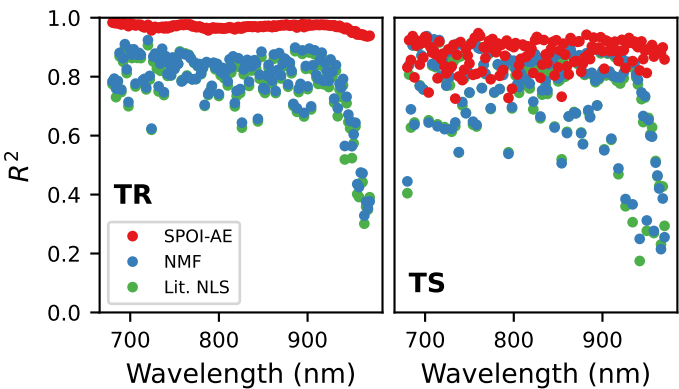 1.0
0.8
0.6
0.4
0.2
0.0
R²
TR
SPOI-AE
NMF
Lit. NLS
TS
700 800 900
700 800 900
Wavelength (nm)
Wavelength (nm)